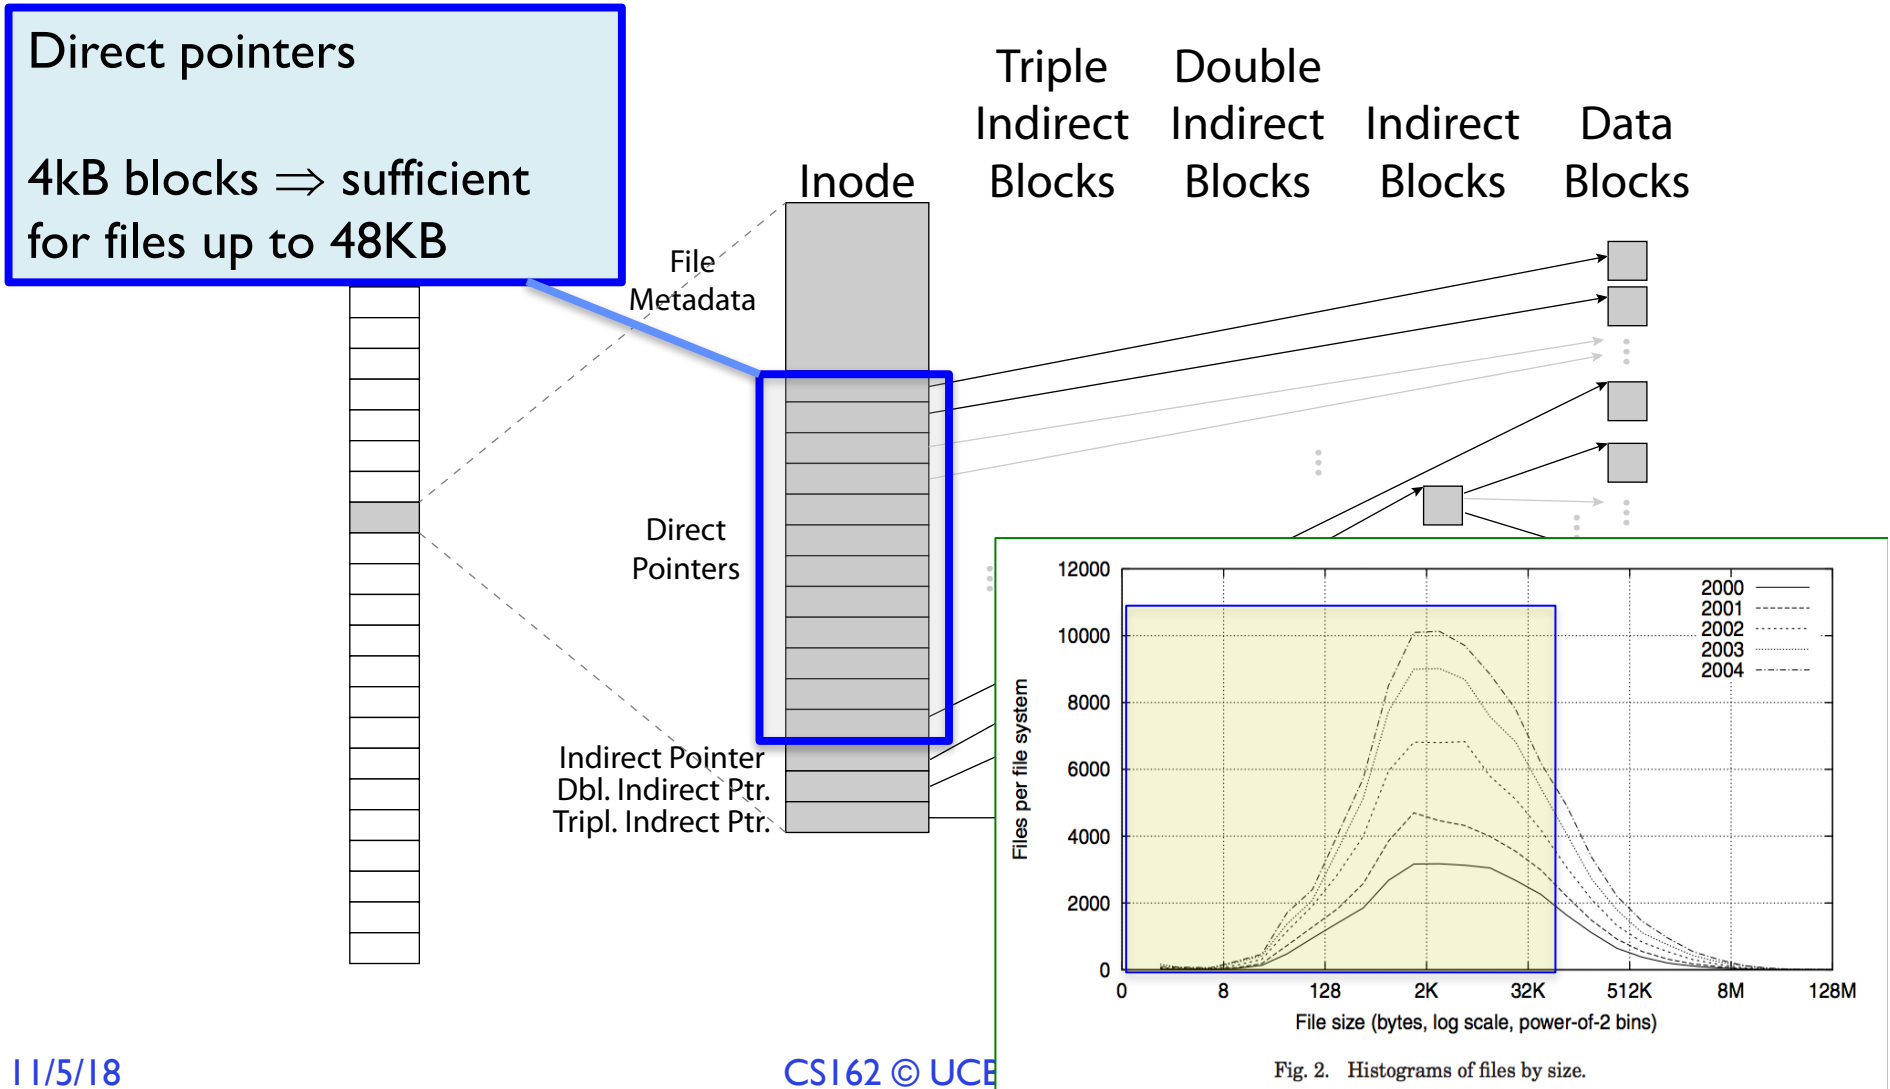 Direct pointers
4kB blocks ⇒ sufficient
for files up to 48KB
Triple
Indirect
Blocks
Double
Indirect
Blocks
Indirect
Blocks
Data
Blocks
Inode
File
Metadata
Direct
Pointers
Indirect Pointer
Dbl. Indirect Ptr.
Tripl. Indrect Ptr.
12000
10000
8000
6000
4000
2000
0
Files per file system
2000
2001
2002
2003
2004
0 8 128 2K 32K 512K 8M 128M
File size (bytes, log scale, power-of-2 bins)
Fig. 2. Histograms of files by size.
11/5/18
CS162 © UCB